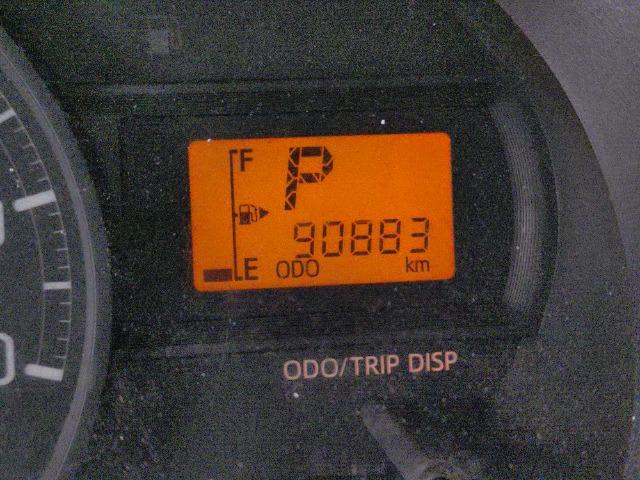 F
P
90883
E ODO km
ODO/TRIP DISP